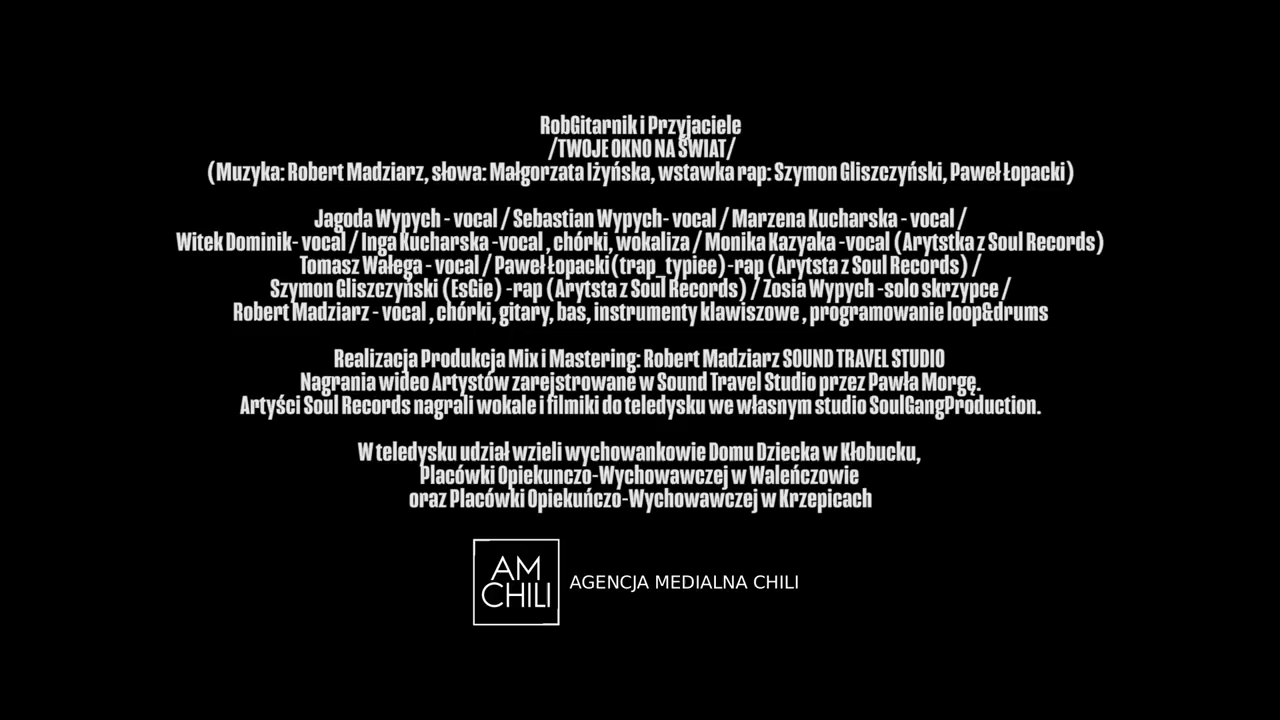 RobGitarnik i Przyjaciele
/TWOJE OKNO NA ŚWIAT/
(Muzyka: Robert Madziarz, słowa: Małgorzata Iżyńska, wstawka rap: Szymon Gliszczyński, Paweł Łopacki)
Jagoda Wypych - vocal / Sebastian Wypych- vocal / Marzena Kucharska - vocal /
Witek Dominik- vocal / Inga Kucharska -vocal , chórki, wokaliza / Monika Kazyaka -vocal (Arytstka z Soul Records)
Tomasz Wałęga - vocal / Paweł Łopacki(trap_typiee) -rap (Arytsta z Soul Records) /
Szymon Gliszczyński (EsGie) -rap (Arytsta z Soul Records) / Zosia Wypych -solo skrzypce /
Robert Madziarz - vocal , chórki, gitary, bas, instrumenty klawiszowe , programowanie loop&drums
Realizacja Produkcja Mix i Mastering: Robert Madziarz SOUND TRAVEL STUDIO
Nagrania wideo Artystów zarejstrowane w Sound Travel Studio przez Pawła Morgę.
Artyści Soul Records nagrali wokale i filmiki do teledysku we własnym studio SoulGangProduction.
W teledysku udział wzieli wychowankowie Domu Dziecka w Kłobucku,
Placówki Opiekunczo-Wychowawczej w Waleńczowie
oraz Placówki Opiekuńczo-Wychowawczej w Krzepicach
AM
CHILI
AGENCJA MEDIALNA CHILI